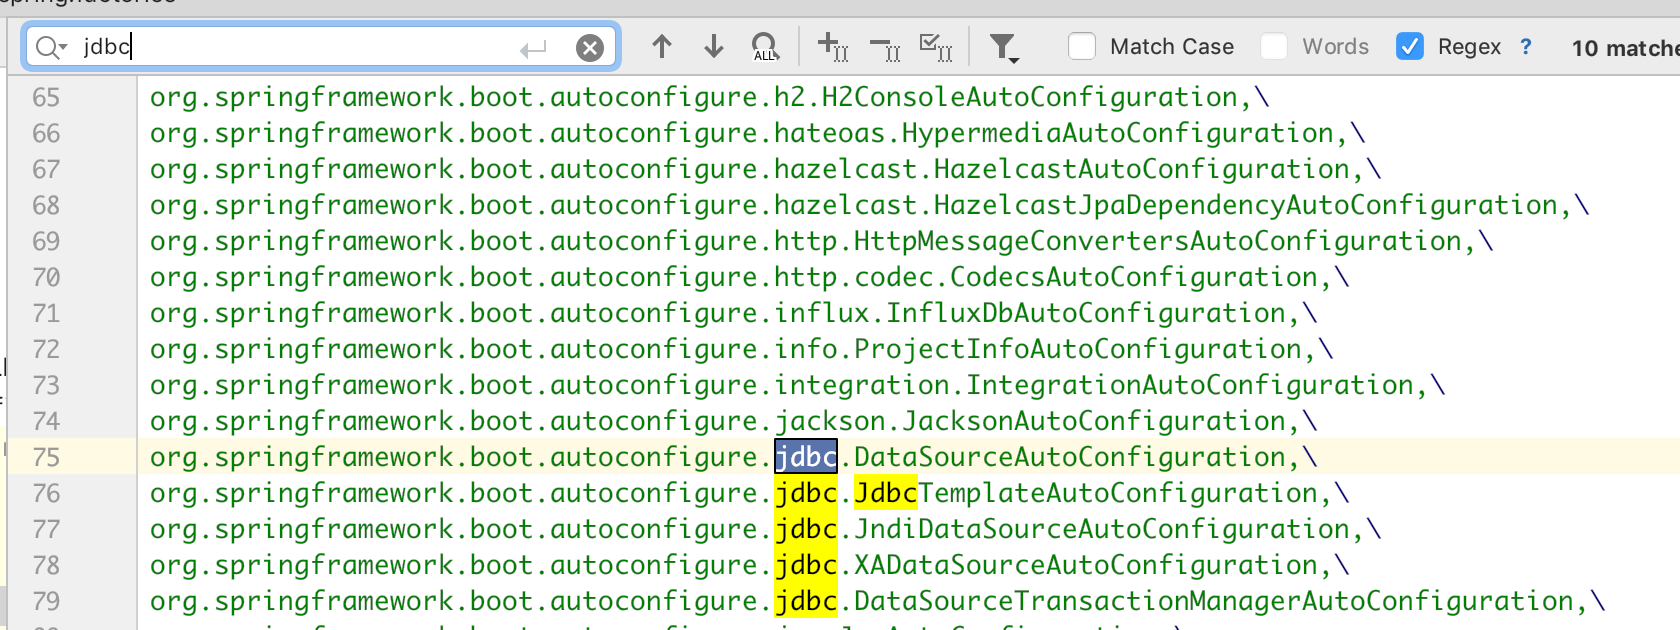 jdbc
ALL
Match Case
Words
Regex
?
10 matche
65 org.springframework.boot.autoconfigure.h2.H2ConsoleAutoConfiguration,\
66 org.springframework.boot.autoconfigure.hateoas.HypermediaAutoConfiguration,\
67 org.springframework.boot.autoconfigure.hazelcast.HazelcastAutoConfiguration,\
68 org.springframework.boot.autoconfigure.hazelcast.HazelcastJpaDependencyAutoConfiguration,\
69 org.springframework.boot.autoconfigure.http.HttpMessageConvertersAutoConfiguration,\
70 org.springframework.boot.autoconfigure.http.codec.CodecsAutoConfiguration,\
71 org.springframework.boot.autoconfigure.influx.InfluxDbAutoConfiguration,\
72 org.springframework.boot.autoconfigure.info.ProjectInfoAutoConfiguration,\
73 org.springframework.boot.autoconfigure.integration.IntegrationAutoConfiguration,\
74 org.springframework.boot.autoconfigure.jackson.JacksonAutoConfiguration,\
75 org.springframework.boot.autoconfigure.jdbc.DataSourceAutoConfiguration,\
76 org.springframework.boot.autoconfigure.jdbc.JdbcTemplateAutoConfiguration,\
77 org.springframework.boot.autoconfigure.jdbc.JndiDataSourceAutoConfiguration,\
78 org.springframework.boot.autoconfigure.jdbc.XADataSourceAutoConfiguration,\
79 org.springframework.boot.autoconfigure.jdbc.DataSourceTransactionManagerAutoConfiguration,\